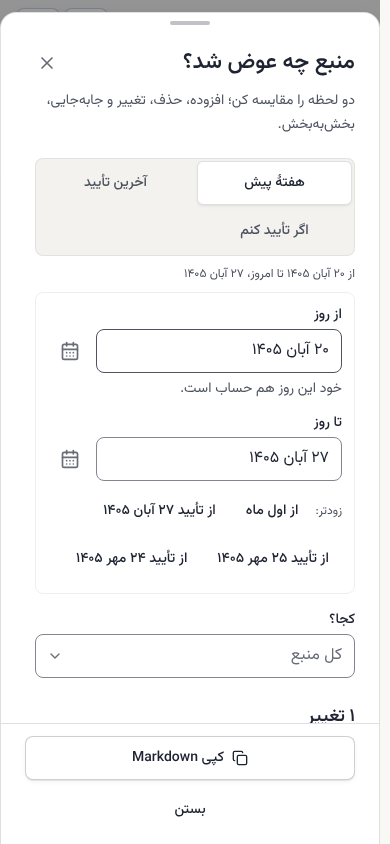 منبع چه عوض شد؟
دو لحظه را مقایسه کن؛ افزوده، حذف، تغییر و جابه‌جایی،
بخش‌به‌بخش.
هفتهٔ پیش
آخرین تأیید
اگر تأیید کنم
از ۲۰ آبان ۱۴۰۵ تا امروز، ۲۷ آبان ۱۴۰۵
از روز
۲۰ آبان ۱۴۰۵
خود این روز هم حساب است.
تا روز
۲۷ آبان ۱۴۰۵
زودتر: از اول ماه از تأیید ۲۷ آبان ۱۴۰۵
از تأیید ۲۵ مهر ۱۴۰۵ از تأیید ۲۴ مهر ۱۴۰۵
کجا؟
کل منبع
۱ تغییر
کپی Markdown
بستن